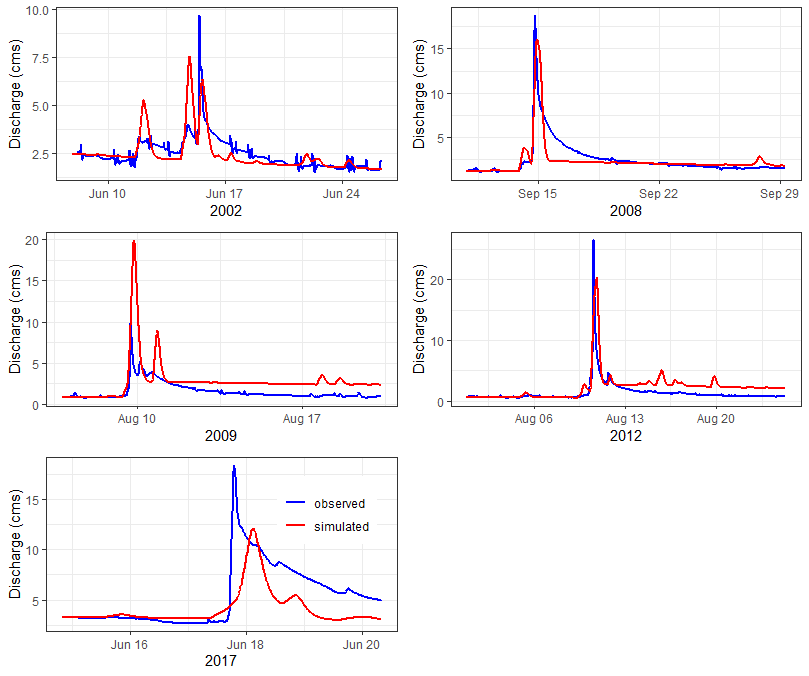 Discharge (cms)
10.0
7.5
5.0
2.5
Jun 10
Jun 17
Jun 24
2002
Discharge (cms)
15
10
5
Sep 15
Sep 22
Sep 29
2008
Discharge (cms)
20
15
10
5
0
Aug 10
Aug 17
2009
Discharge (cms)
20
10
0
Aug 06
Aug 13
Aug 20
2012
Discharge (cms)
15
10
5
observed
simulated
Jun 16
Jun 18
Jun 20
2017